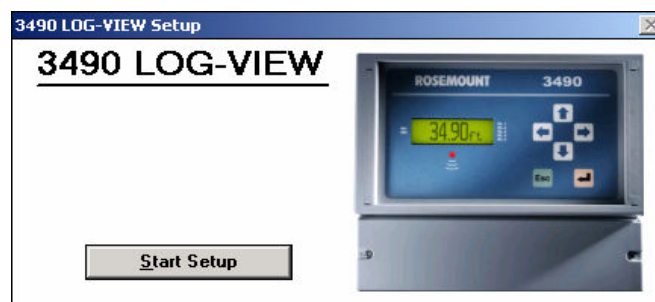 3490 LOG-VIEW Setup
3490 LOG-VIEW
ROSEMOUNT 3490
34.90FT
Esc
Start Setup